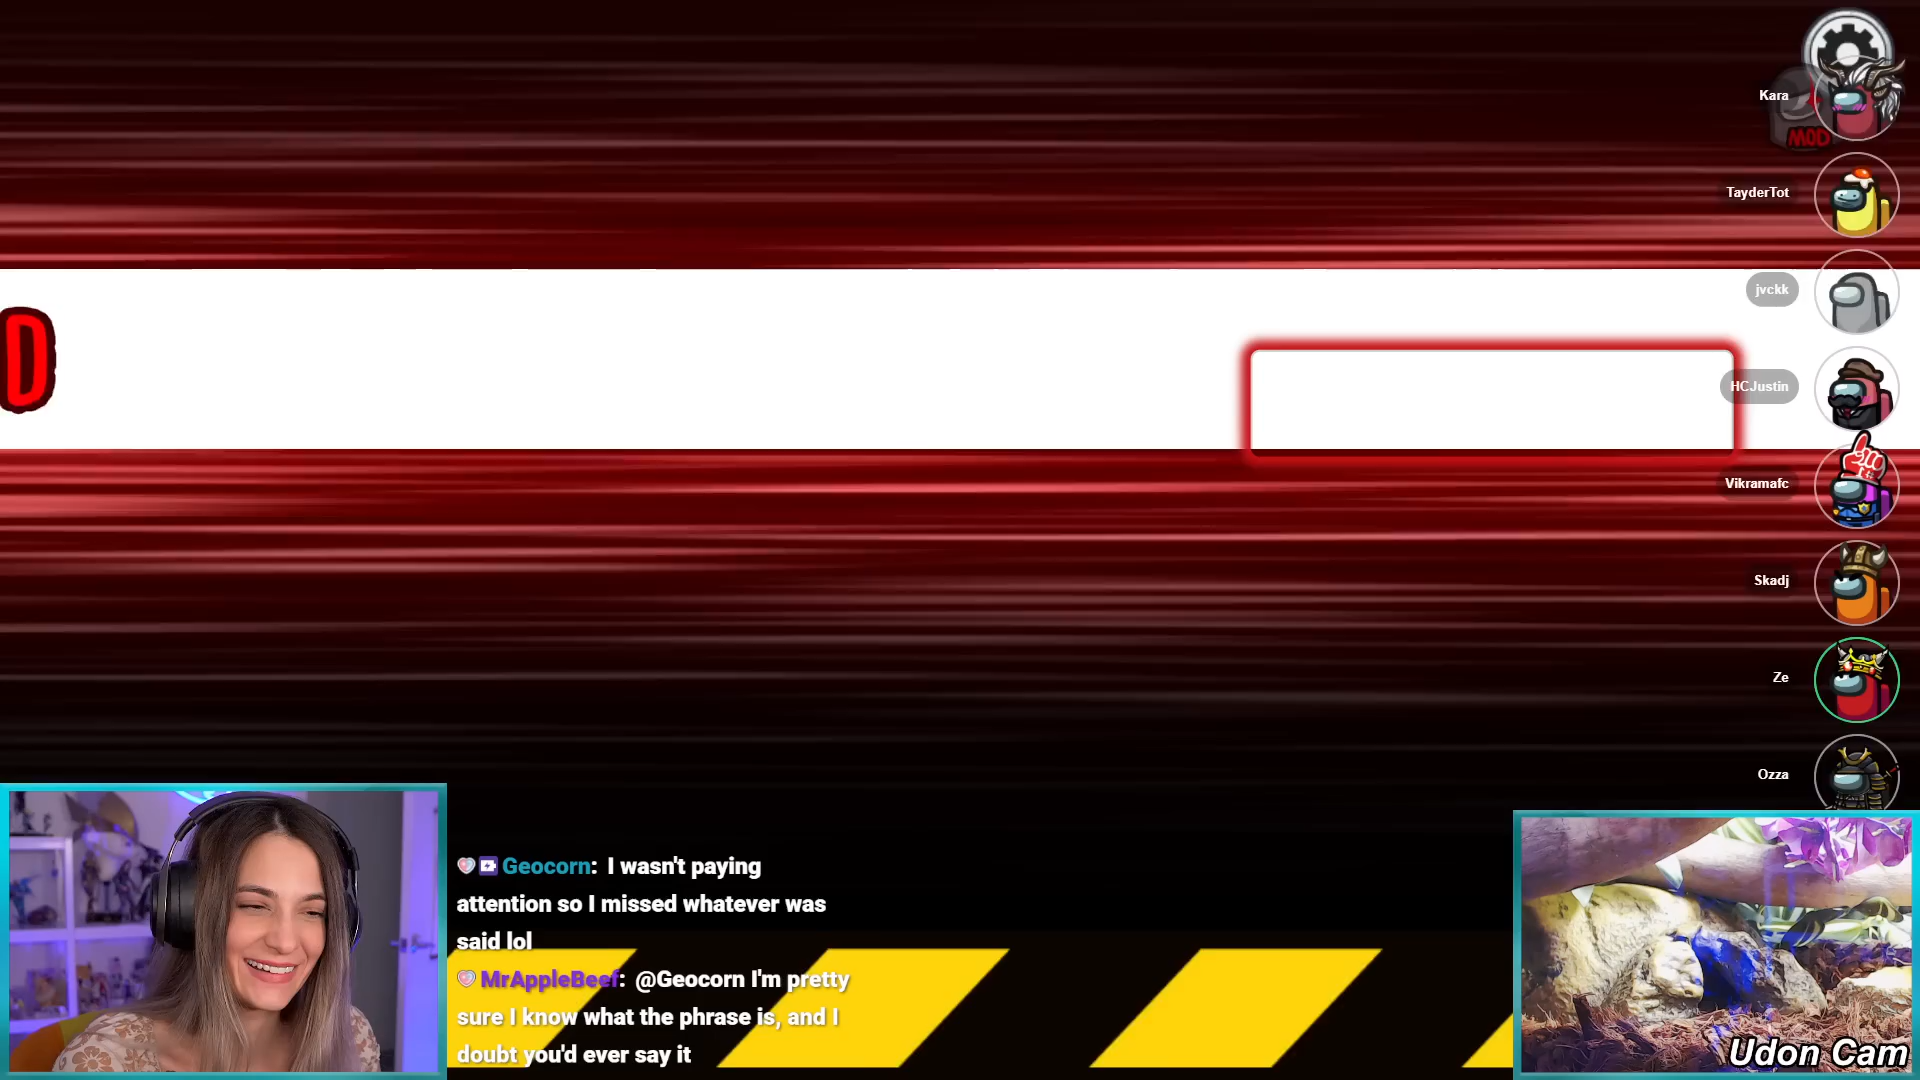 Kara
MOD
TayderTot
jvckk
D
HCJustin
Vikramafc
Skadj
Ze
Ozza
Geocorn: I wasn't paying
attention so I missed whatever was
said lol
MrAppleBeef: @Geocorn I'm pretty
sure I know what the phrase is, and I
doubt you'd ever say it
Udon Cam